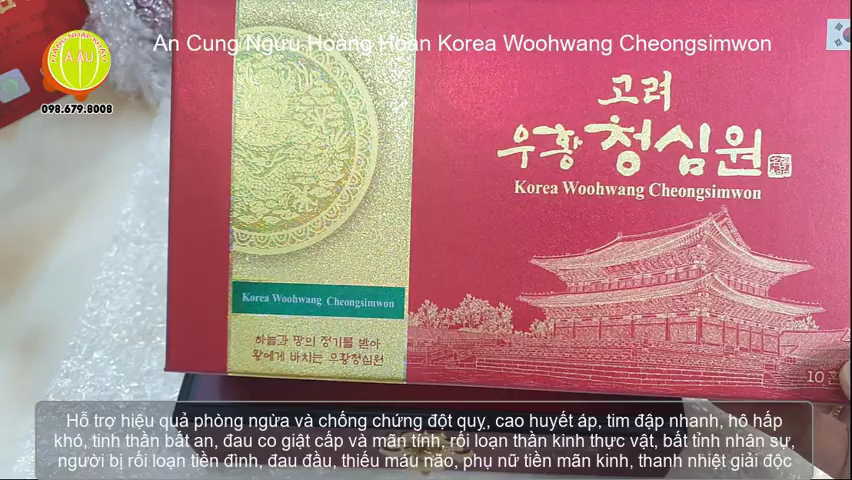 An Cung Ngưu Hoàng Hoàn Korea Woohwang Cheongsimwon
HÀNG NHẬP KHẨU
Á ÂU
098.679.8008
고려
우황청심원
Korea Woohwang Cheongsimwon
Korea Woohwang Cheongsimwon
하늘과 땅의 정기를 받아
왕에게 바치는 우황청심원
10
Hỗ trợ hiệu quả phòng ngừa và chống chứng đột quỵ, cao huyết áp, tim đập nhanh, hô hấp
khó, tinh thần bất an, đau co giật cấp và mãn tính, rối loạn thần kinh thực vật, bất tỉnh nhân sự,
người bị rối loạn tiền đình, đau đầu, thiếu máu não, phụ nữ tiền mãn kinh, thanh nhiệt giải độc